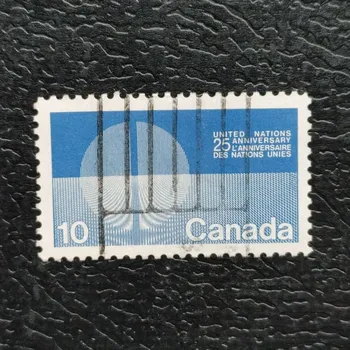 UNITED NATIONS
25 ANNIVERSARY
L'ANNIVERSAIRE
DES NATIONS UNIES
10 Canada